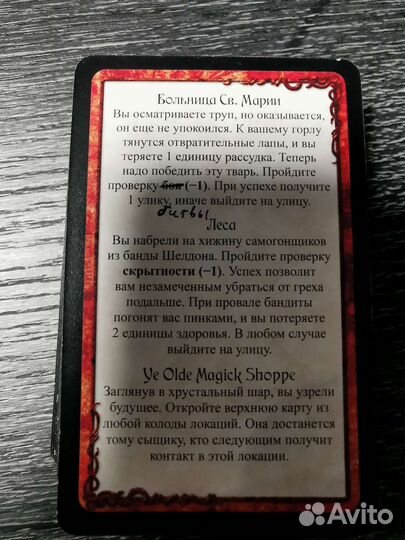 Больница Св. Марии
Вы осматриваете труп, но оказывается,
он еще не упокоился. К вашему горлу
тянутся отвратительные лапы, и вы
теряете 1 единицу рассудка. Теперь
надо победить эту тварь. Пройдите
проверку боя (−1). При успехе получите
1 улику, иначе выйдите на улицу.
битвы
Леса
Вы набрели на хижину самогонщиков
из банды Шелдона. Пройдите проверку
скрытности (−1). Успех позволит
вам незамеченным убраться от греха
подальше. При провале бандиты
погонят вас пинками, и вы потеряете
2 единицы здоровья. В любом случае
выйдите на улицу.
Ye Olde Magick Shoppe
Заглянув в хрустальный шар, вы узрели
будущее. Откройте верхнюю карту из
любой колоды локаций. Она достанется
тому сыщику, кто следующим получит
контакт в этой локации.
Avito